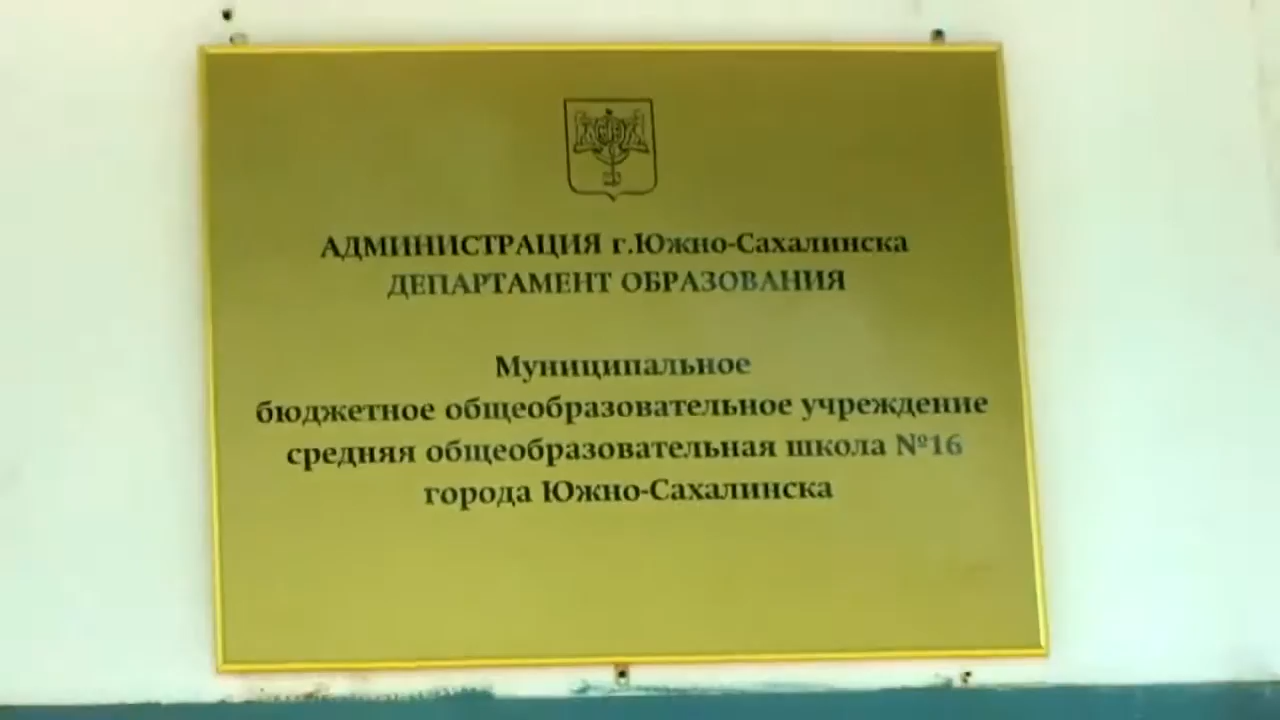 АДМИНИСТРАЦИЯ г.Южно-Сахалинска
ДЕПАРТАМЕНТ ОБРАЗОВАНИЯ
Муниципальное
бюджетное общеобразовательное учреждение
средняя общеобразовательная школа №16
города Южно-Сахалинска